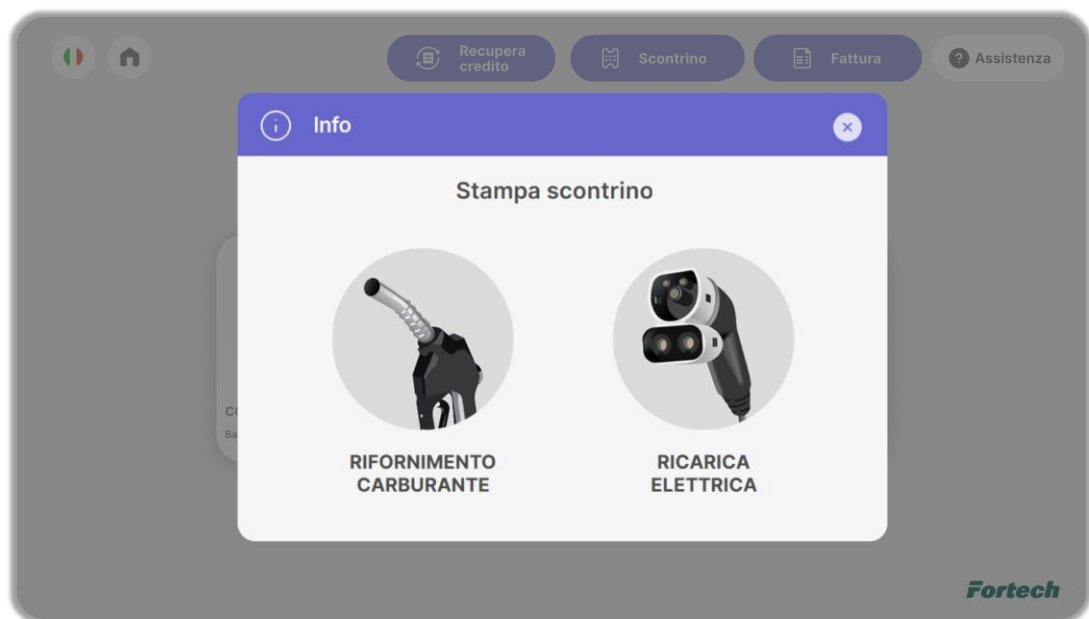 Recupera
credito
Scontrino
Fattura
? Assistenza
i Info
Stampa scontrino
RIFORNIMENTO
CARBURANTE
RICARICA
ELETTRICA
Fortech